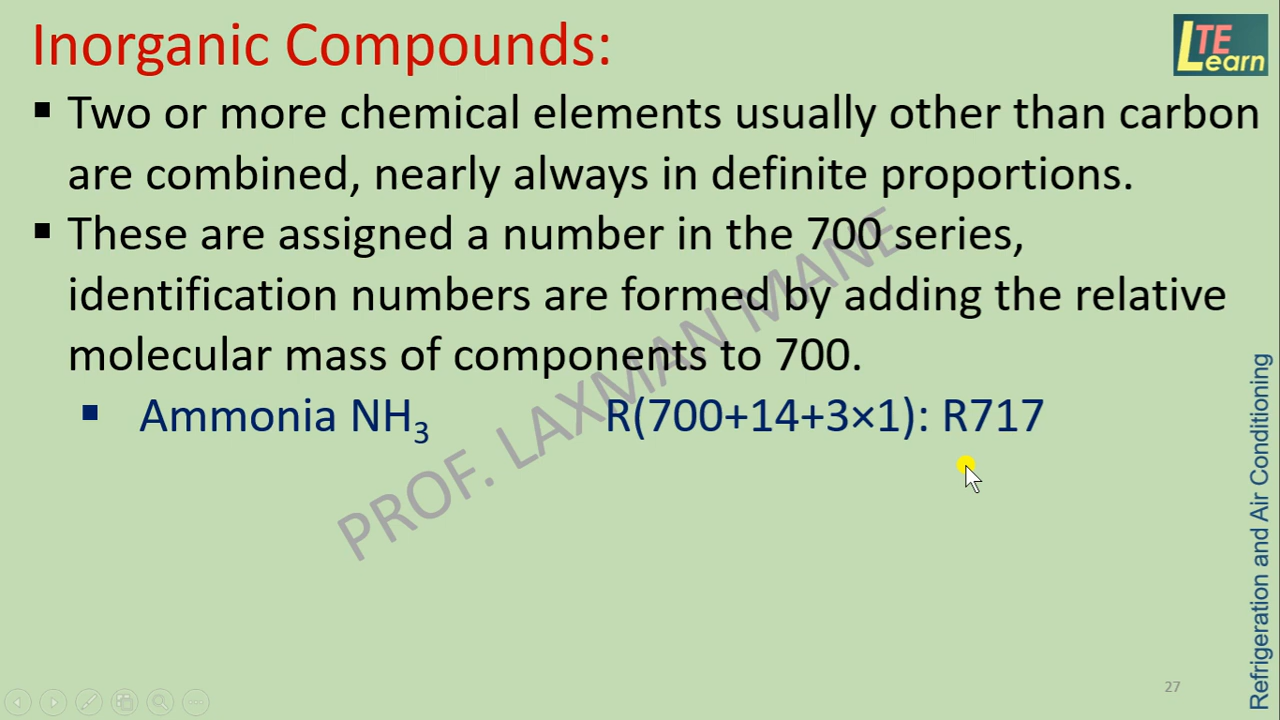 Inorganic Compounds:
LTE
Learn
▪ Two or more chemical elements usually other than carbon
are combined, nearly always in definite proportions.
▪ These are assigned a number in the 700 series,
identification numbers are formed by adding the relative
molecular mass of components to 700.
▪ Ammonia NH₃ R(700+14+3×1): R717
PROF. LAXMAN MANE
Refrigeration and Air Conditioning
27